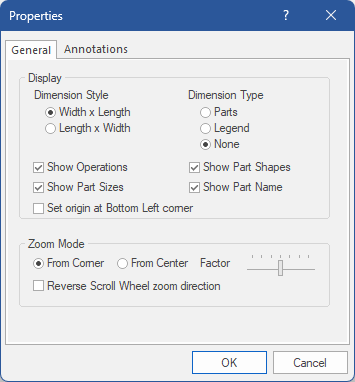 Properties ?
General Annotations
Display
Dimension Style Dimension Type
Width x Length Parts
Length x Width Legend
None
Show Operations Show Part Shapes
Show Part Sizes Show Part Name
Set origin at Bottom Left corner
Zoom Mode
From Corner From Center Factor
Reverse Scroll Wheel zoom direction
OK Cancel